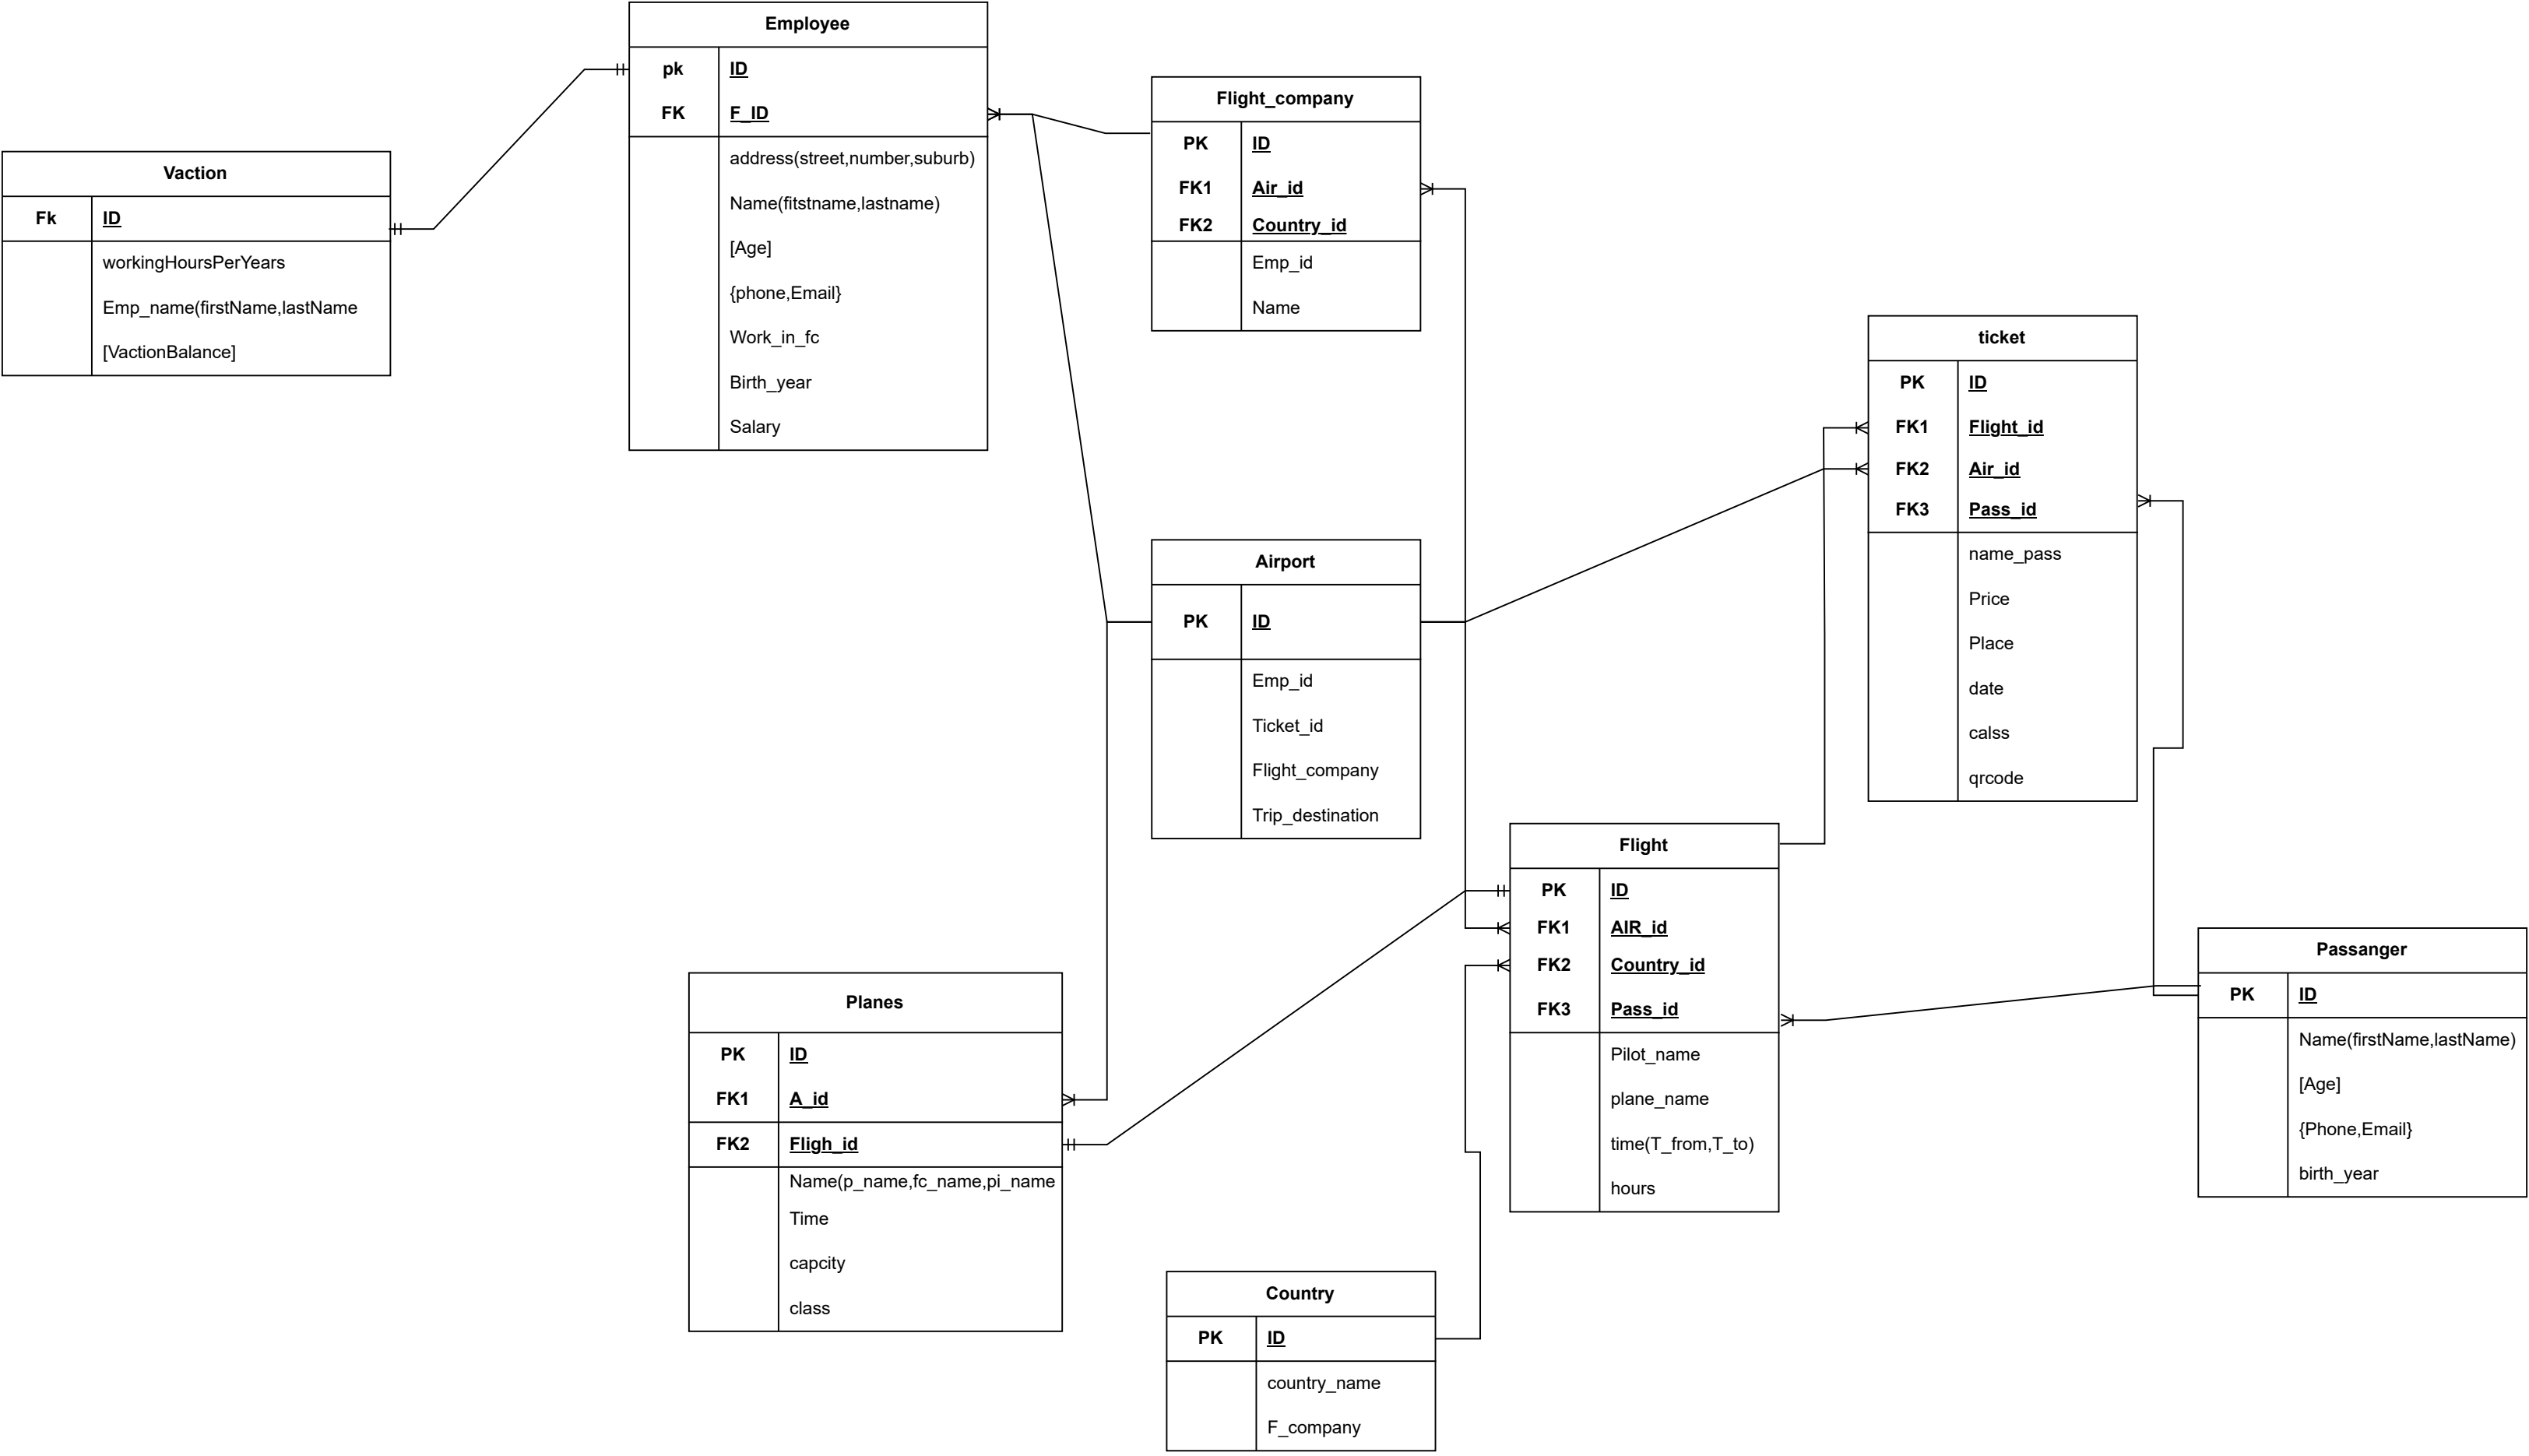 Employee
pk ID
FK F_ID
address(street,number,suburb)
Name(fitstname,lastname)
[Age]
{phone,Email}
Work_in_fc
Birth_year
Salary
Flight_company
PK ID
FK1 Air_id
FK2 Country_id
Emp_id
Name
Vaction
Fk ID
workingHoursPerYears
Emp_name(firstName,lastName
[VactionBalance]
ticket
PK ID
FK1 Flight_id
FK2 Air_id
FK3 Pass_id
name_pass
Price
Place
date
calss
qrcode
Airport
PK ID
Emp_id
Ticket_id
Flight_company
Trip_destination
Flight
PK ID
FK1 AIR_id
FK2 Country_id
FK3 Pass_id
Pilot_name
plane_name
time(T_from,T_to)
hours
Passanger
PK ID
Name(firstName,lastName)
[Age]
{Phone,Email}
birth_year
Planes
PK ID
FK1 A_id
FK2 Fligh_id
Name(p_name,fc_name,pi_name
Time
capcity
class
Country
PK ID
country_name
F_company